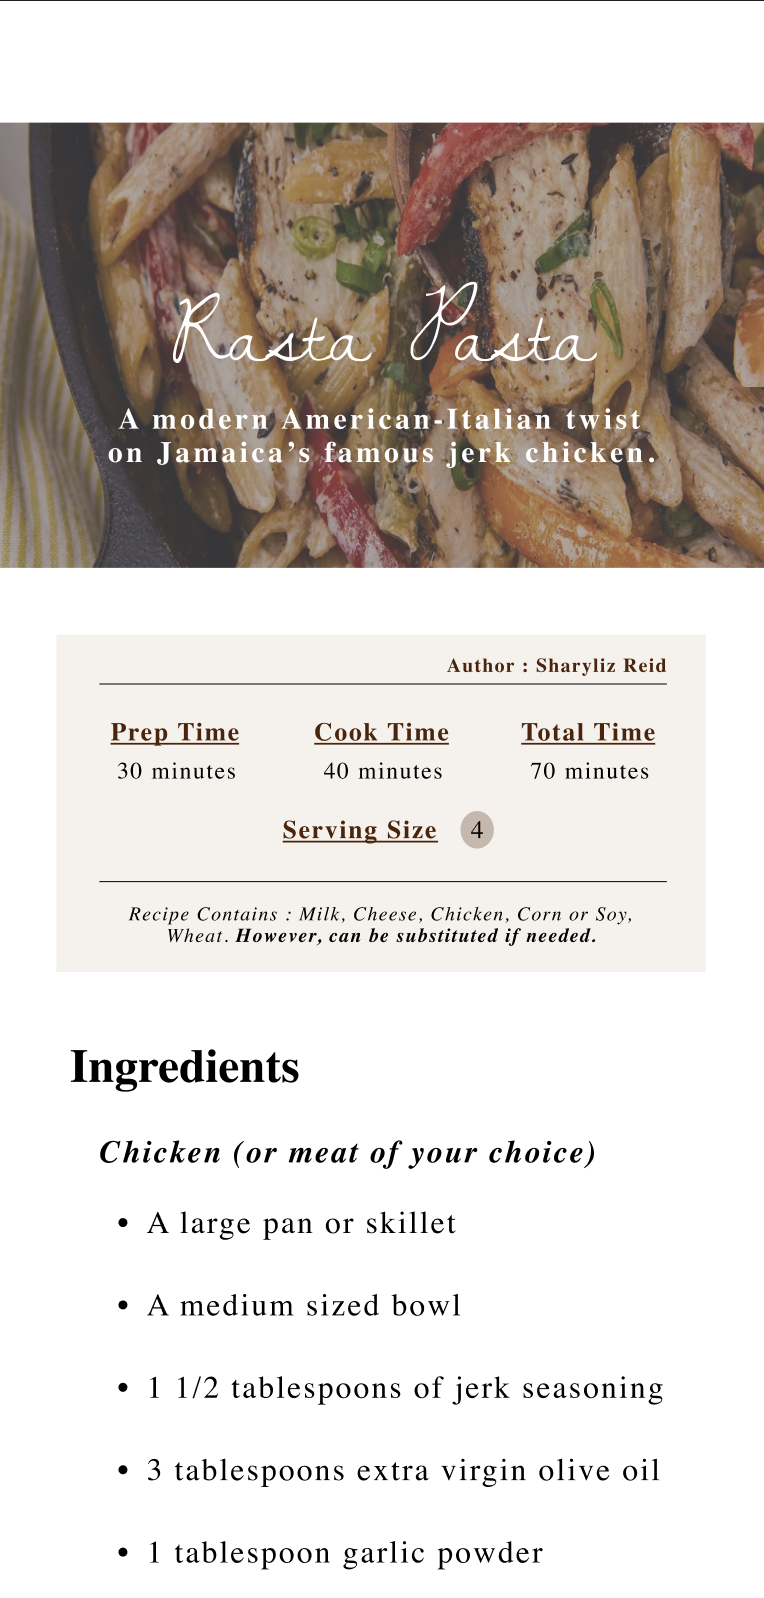 Rasta Pasta
A modern American-Italian twist
on Jamaica’s famous jerk chicken.
Author : Sharyliz Reid
Prep Time Cook Time Total Time
30 minutes 40 minutes 70 minutes
Serving Size 4
Recipe Contains : Milk, Cheese, Chicken, Corn or Soy,
Wheat. However, can be substituted if needed.
Ingredients
Chicken (or meat of your choice)
• A large pan or skillet
• A medium sized bowl
• 1 1/2 tablespoons of jerk seasoning
• 3 tablespoons extra virgin olive oil
• 1 tablespoon garlic powder